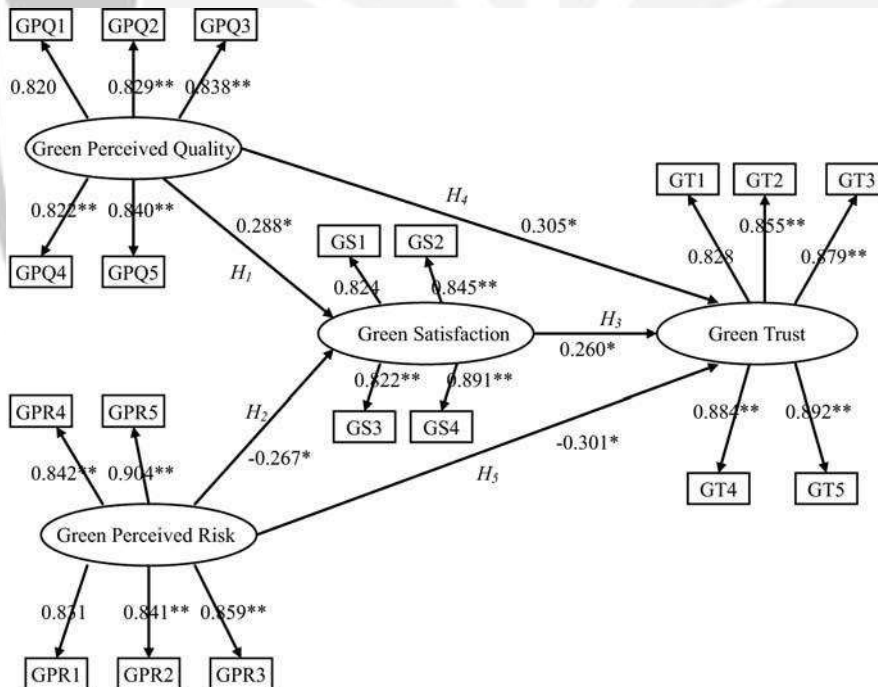 GPQ1 GPQ2 GPQ3
0.820 0.829** 0.838**
Green Perceived Quality
0.822** 0.840**
GPQ4 GPQ5
H4
0.305*
0.288*
H1
GT1 GT2 GT3
0.828 0.855** 0.879**
GS1 GS2
0.824 0.845**
Green Satisfaction
H3
0.260*
Green Trust
0.822** 0.891**
GS3 GS4
0.884** 0.892**
GT4 GT5
H2
-0.267*
-0.301*
H5
GPR4 GPR5
0.842** 0.904**
Green Perceived Risk
0.831 0.841** 0.859**
GPR1 GPR2 GPR3